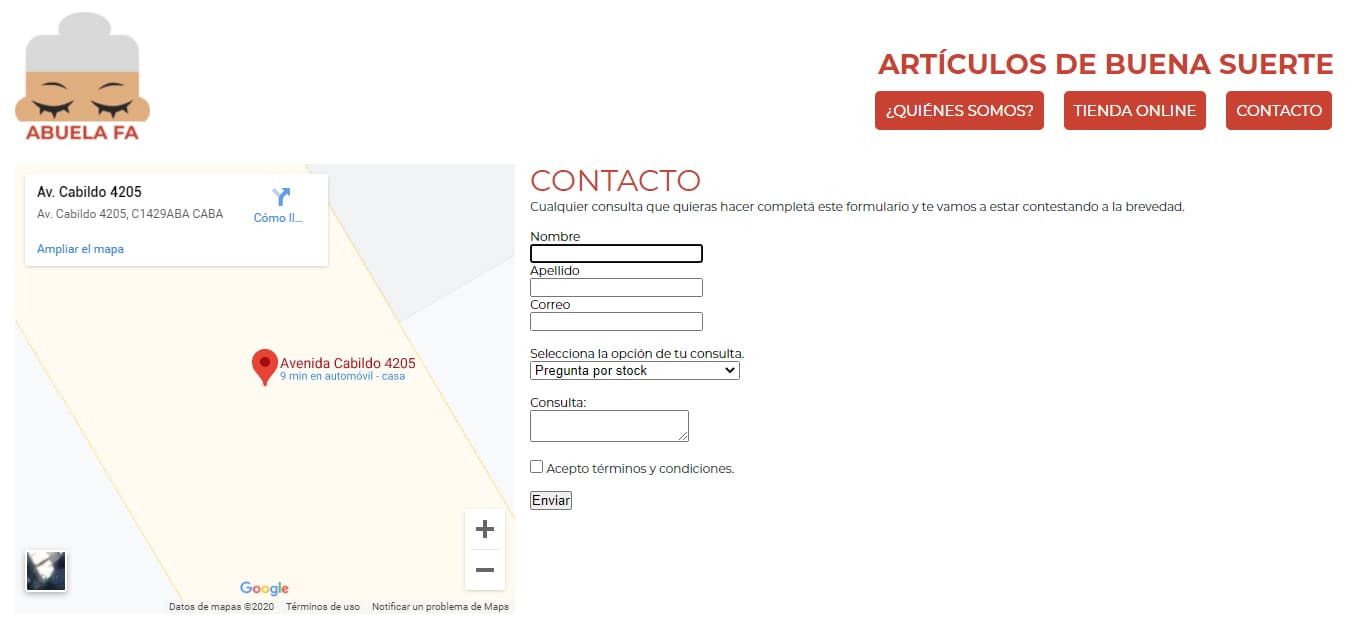 ABUELA FA
ARTÍCULOS DE BUENA SUERTE
¿QUIÉNES SOMOS?
TIENDA ONLINE
CONTACTO
Av. Cabildo 4205
Av. Cabildo 4205, C1429ABA CABA
Cómo ll...
Ampliar el mapa
Avenida Cabildo 4205
9 min en automóvil - casa
Google
Datos de mapas ©2020 Términos de uso Notificar un problema de Maps
CONTACTO
Cualquier consulta que quieras hacer completá este formulario y te vamos a estar contestando a la brevedad.
Nombre
Apellido
Correo
Selecciona la opción de tu consulta.
Pregunta por stock
Consulta:
Acepto términos y condiciones.
Enviar